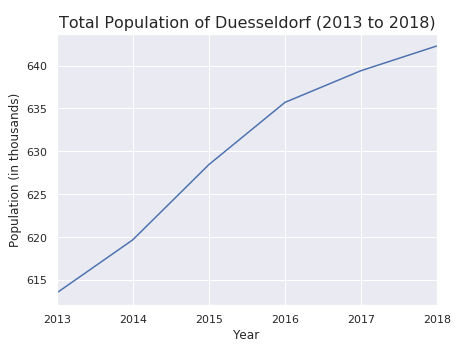 Total Population of Duesseldorf (2013 to 2018)
Population (in thousands)
640
635
630
625
620
615
2013 2014 2015 2016 2017 2018
Year